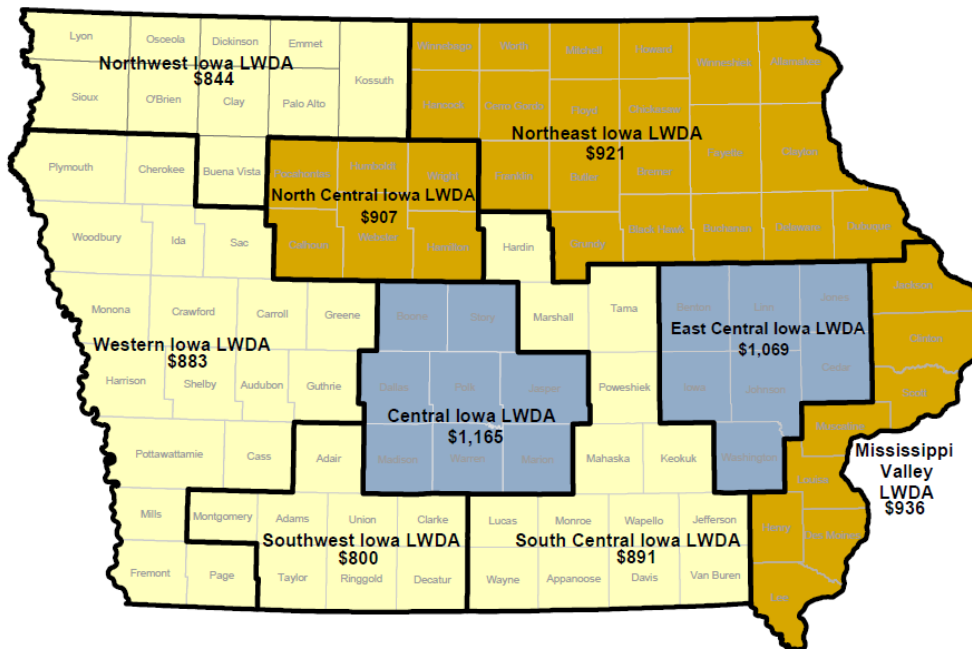 Lyon
Osceola
Dickinson
Emmet
Kossuth
Winnebago
Worth
Mitchell
Howard
Winneshiek
Allamakee
Northwest Iowa LWDA
$844
Sioux
O'Brien
Clay
Palo Alto
Hancock
Cerro Gordo
Floyd
Chickasaw
Northeast Iowa LWDA
$921
Plymouth
Cherokee
Buena Vista
Pocahontas
Humboldt
Wright
Franklin
Butler
Bremer
Fayette
Clayton
North Central Iowa LWDA
$907
Woodbury
Ida
Sac
Calhoun
Webster
Hamilton
Hardin
Grundy
Black Hawk
Buchanan
Delaware
Dubuque
Monona
Crawford
Carroll
Greene
Boone
Story
Marshall
Tama
Benton
Linn
Jones
Jackson
Clinton
East Central Iowa LWDA
$1,069
Western Iowa LWDA
$883
Harrison
Shelby
Audubon
Guthrie
Dallas
Polk
Jasper
Poweshiek
Iowa
Johnson
Cedar
Scott
Central Iowa LWDA
$1,165
Pottawattamie
Cass
Adair
Madison
Warren
Marion
Mahaska
Keokuk
Washington
Muscatine
Louisa
Mississippi
Valley
LWDA
$936
Mills
Montgomery
Adams
Union
Clarke
Lucas
Monroe
Wapello
Jefferson
Henry
Des Moines
Southwest Iowa LWDA
$800
South Central Iowa LWDA
$891
Fremont
Page
Taylor
Ringgold
Decatur
Wayne
Appanoose
Davis
Van Buren
Lee